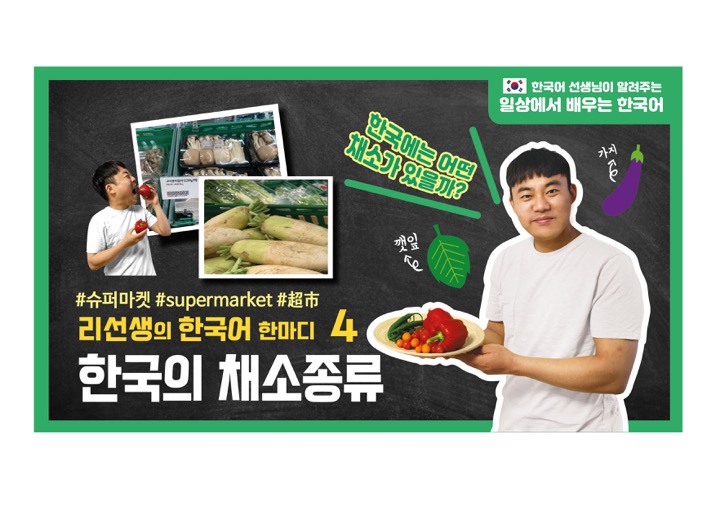 한국어 선생님이 알려주는
일상에서 배우는 한국어
한국에는 어떤
채소가 있을까?
가지
깻잎
#슈퍼마켓 #supermarket #超市
리선생의 한국어 한마디 4
한국의 채소종류